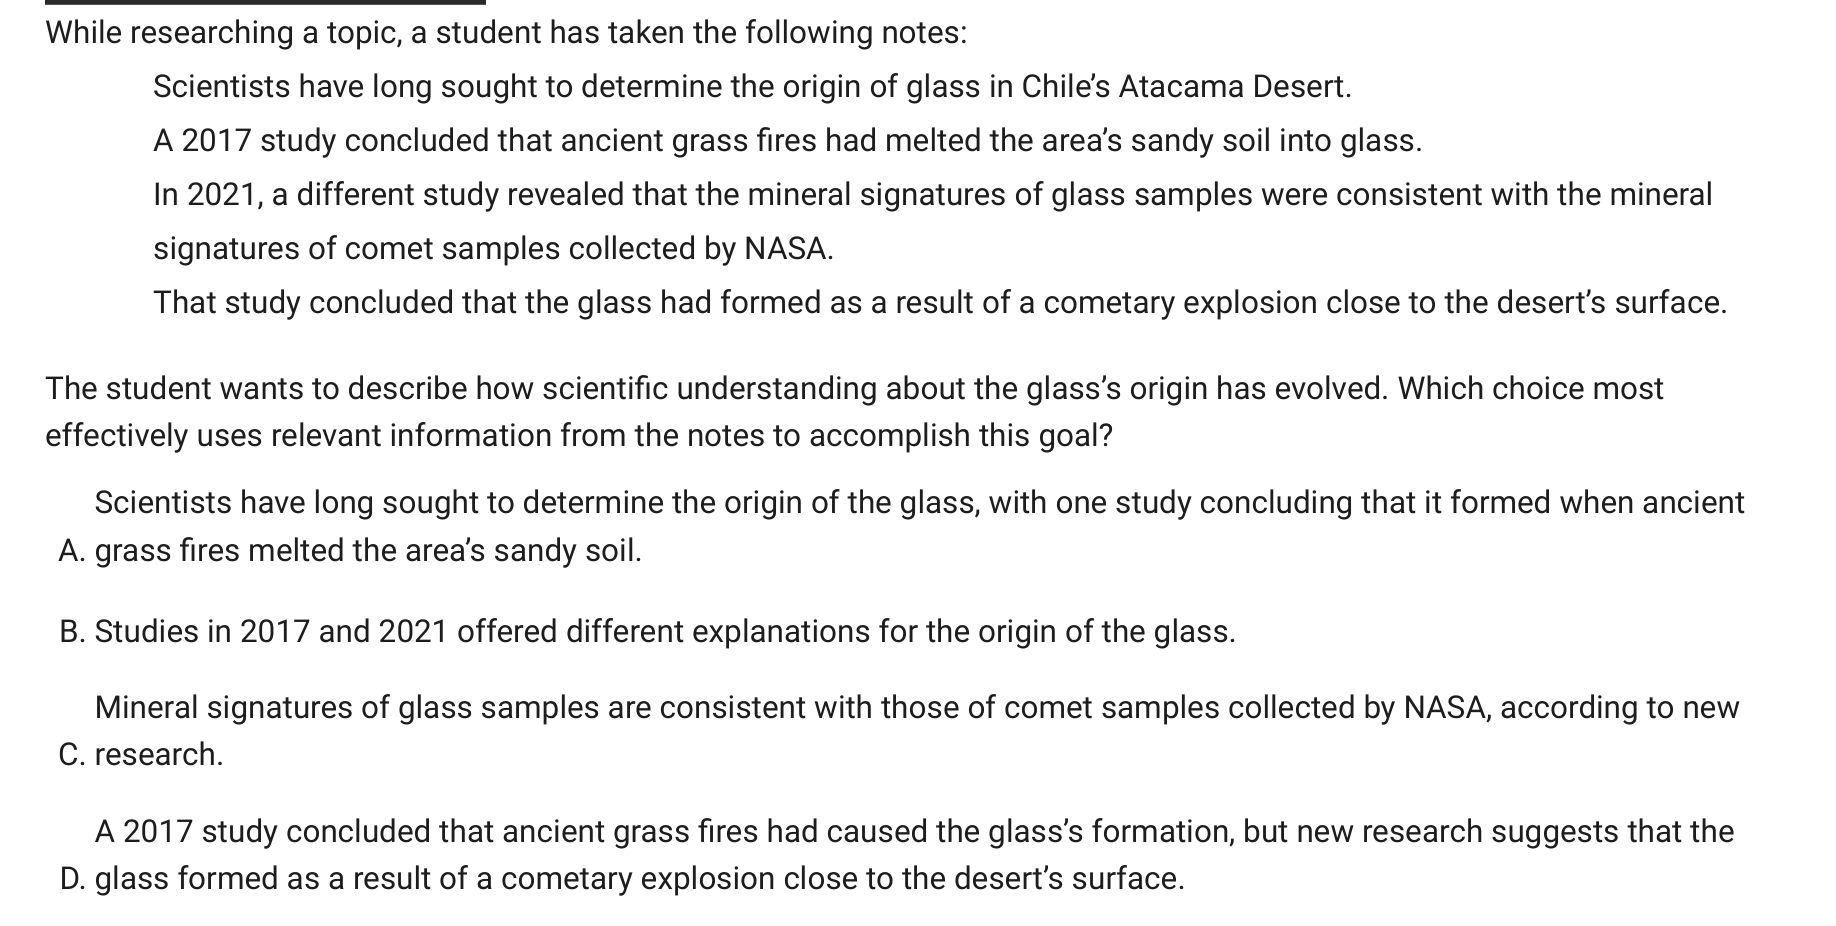 While researching a topic, a student has taken the following notes:
Scientists have long sought to determine the origin of glass in Chile’s Atacama Desert.
A 2017 study concluded that ancient grass fires had melted the area’s sandy soil into glass.
In 2021, a different study revealed that the mineral signatures of glass samples were consistent with the mineral
signatures of comet samples collected by NASA.
That study concluded that the glass had formed as a result of a cometary explosion close to the desert’s surface.
The student wants to describe how scientific understanding about the glass’s origin has evolved. Which choice most
effectively uses relevant information from the notes to accomplish this goal?
Scientists have long sought to determine the origin of the glass, with one study concluding that it formed when ancient
A. grass fires melted the area’s sandy soil.
B. Studies in 2017 and 2021 offered different explanations for the origin of the glass.
Mineral signatures of glass samples are consistent with those of comet samples collected by NASA, according to new
C. research.
A 2017 study concluded that ancient grass fires had caused the glass’s formation, but new research suggests that the
D. glass formed as a result of a cometary explosion close to the desert’s surface.